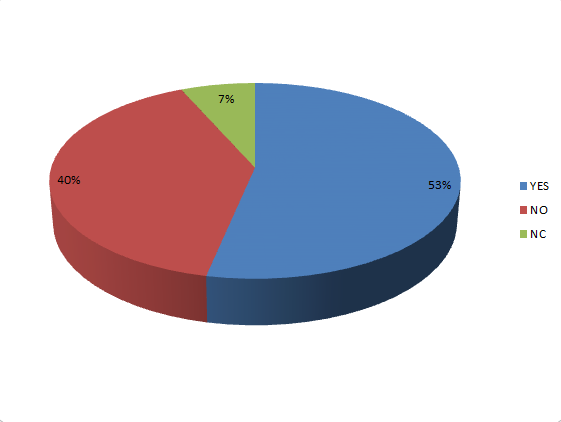 7%
40%
53%
YES
NO
NC